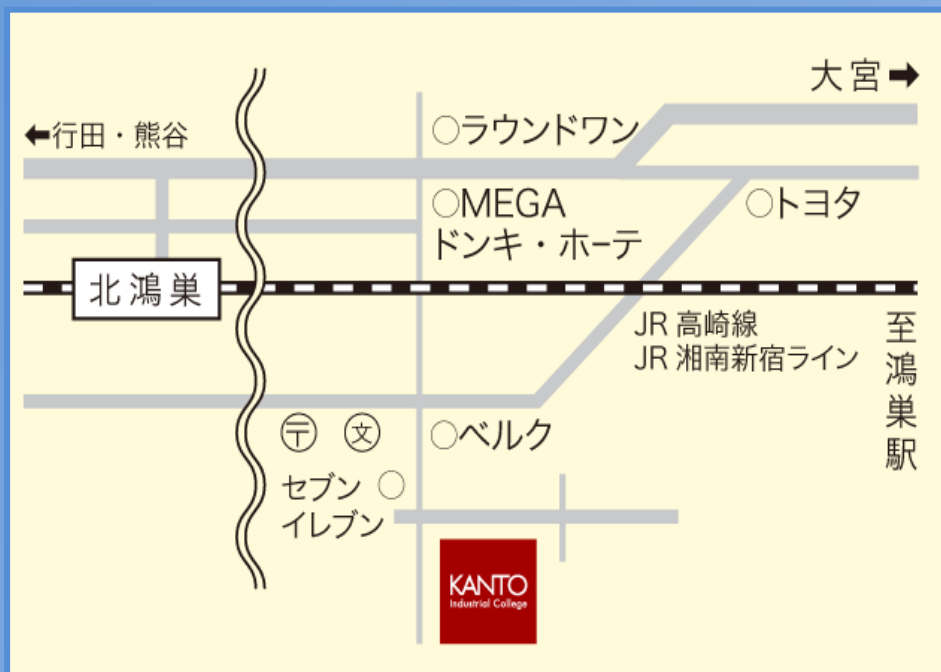 大宮➡
⬅行田・熊谷
○ラウンドワン
○MEGA
ドンキ・ホーテ
○トヨタ
北鴻巣
JR 高崎線
JR 湘南新宿ライン
至鴻巣駅
〒
文
○ベルク
セブン ○
イレブン
KANTO
Industrial College